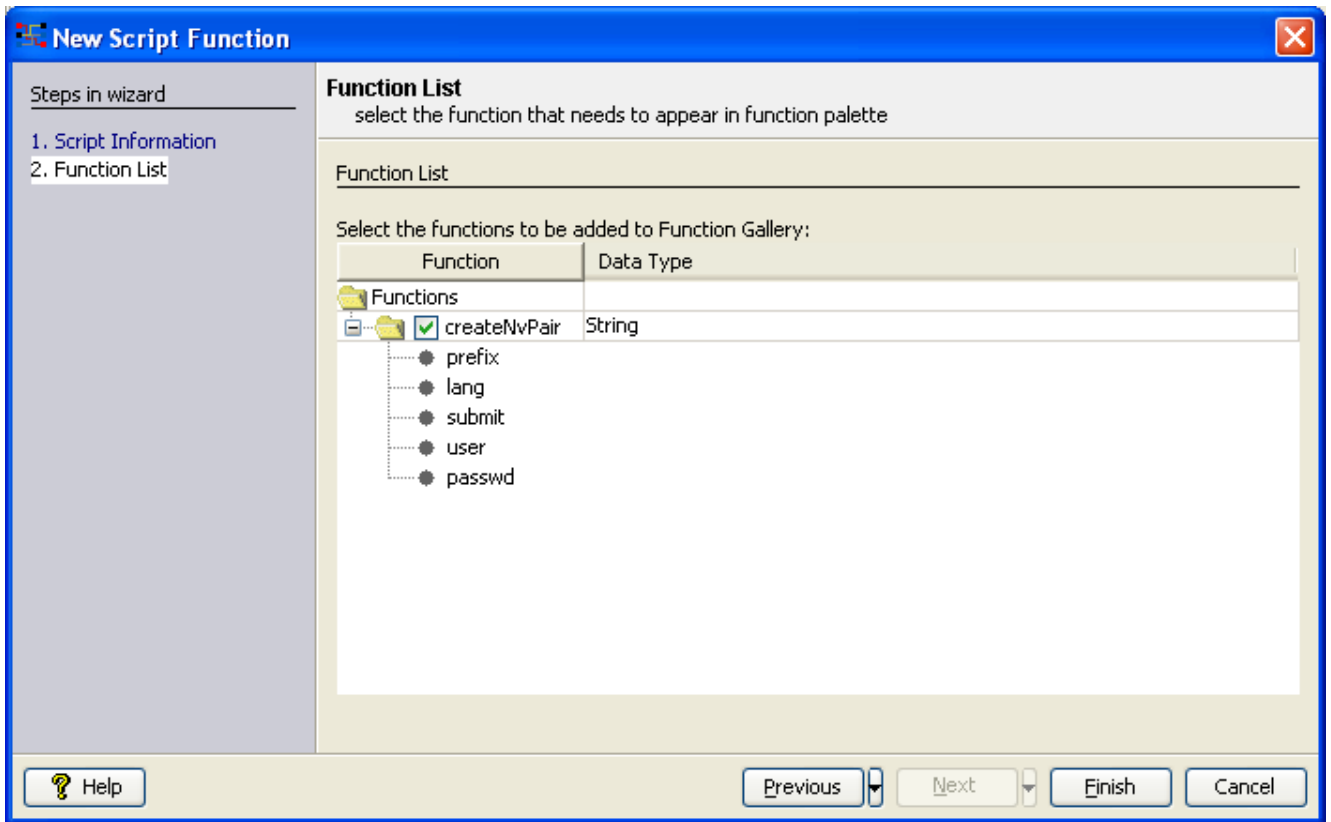 New Script Function
Steps in wizard
1. Script Information
2. Function List
Function List
select the function that needs to appear in function palette
Function List
Select the functions to be added to Function Gallery:
Function Data Type
Functions
createNvPair String
prefix
lang
submit
user
passwd
Help Previous Next Finish Cancel